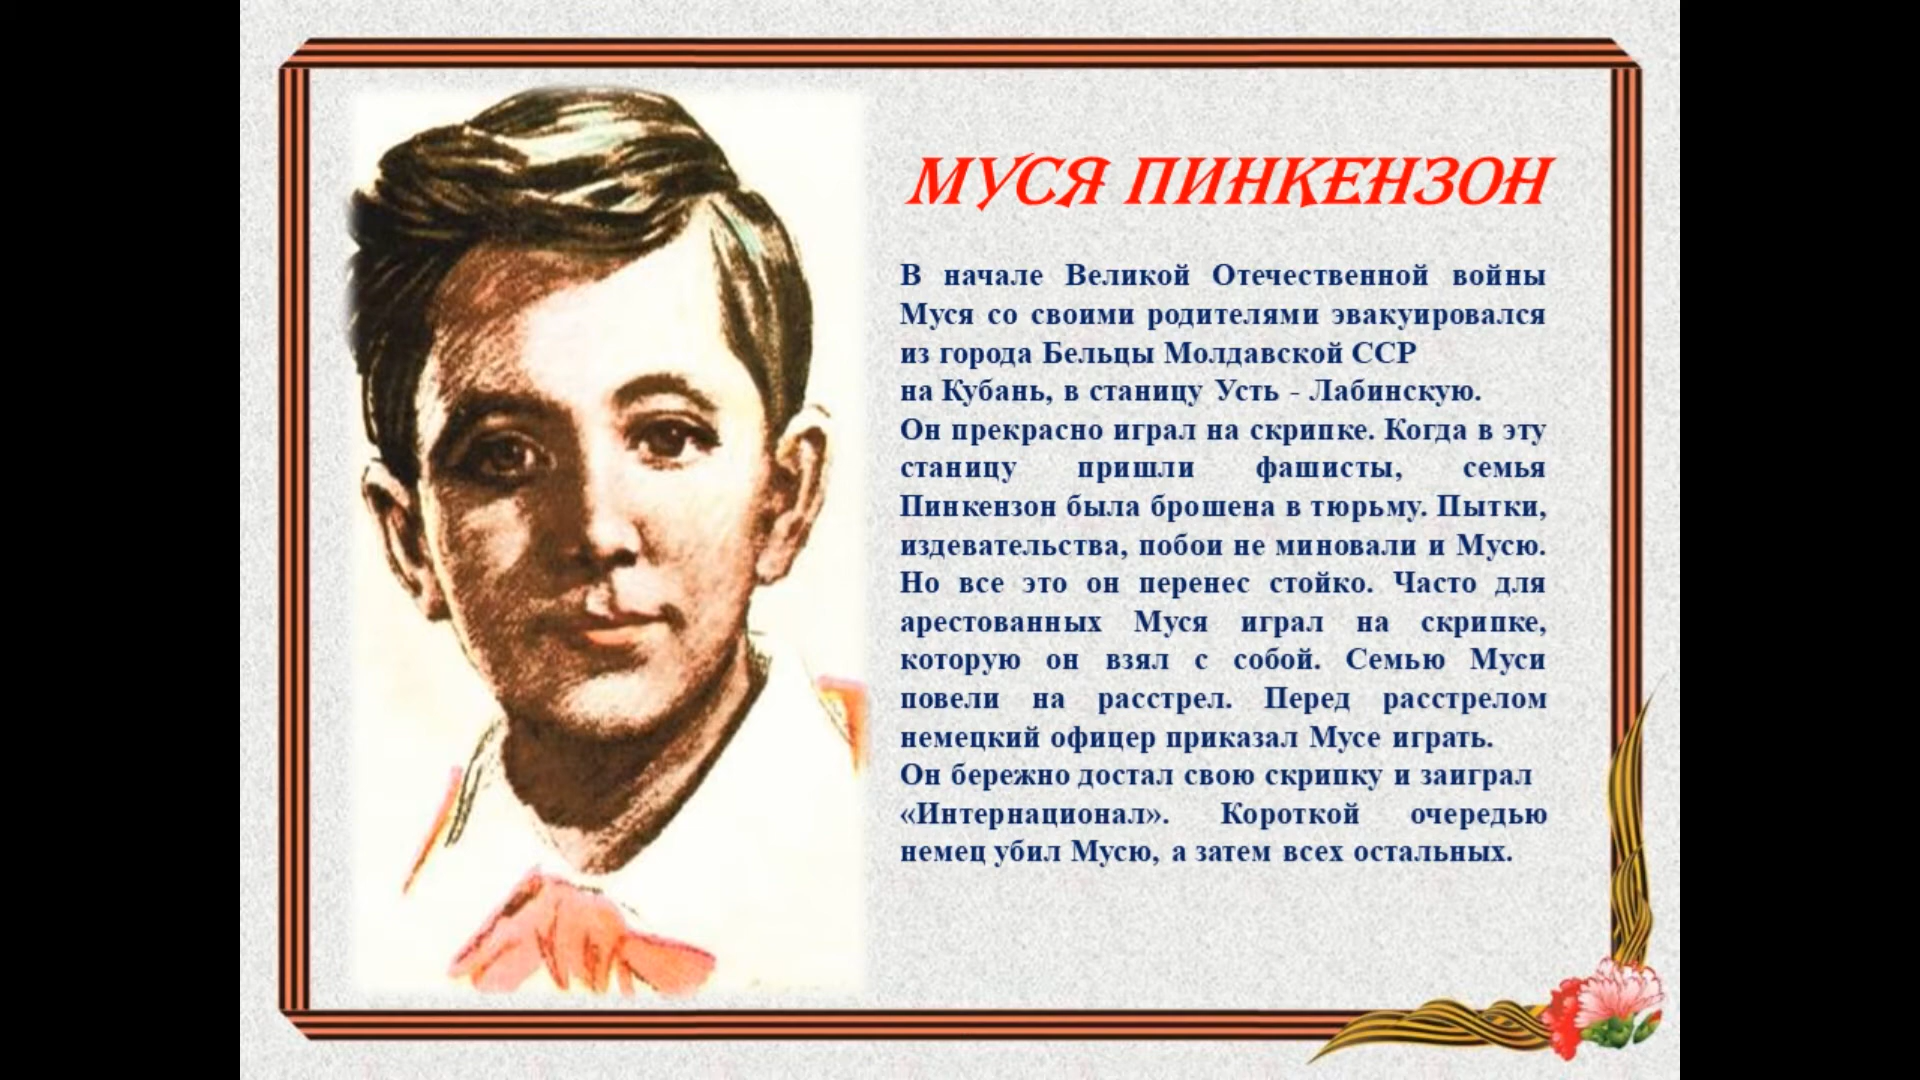 МУСЯ ПИНКЕНЗОН
В начале Великой Отечественной войны
Муся со своими родителями эвакуировался
из города Бельцы Молдавской ССР
на Кубань, в станицу Усть - Лабинскую.
Он прекрасно играл на скрипке. Когда в эту
станицу пришли фашисты, семья
Пинкензон была брошена в тюрьму. Пытки,
издевательства, побои не миновали и Мусю.
Но все это он перенес стойко. Часто для
арестованных Муся играл на скрипке,
которую он взял с собой. Семью Муси
повели на расстрел. Перед расстрелом
немецкий офицер приказал Мусе играть.
Он бережно достал свою скрипку и заиграл
«Интернационал». Короткой очередью
немец убил Мусю, а затем всех остальных.